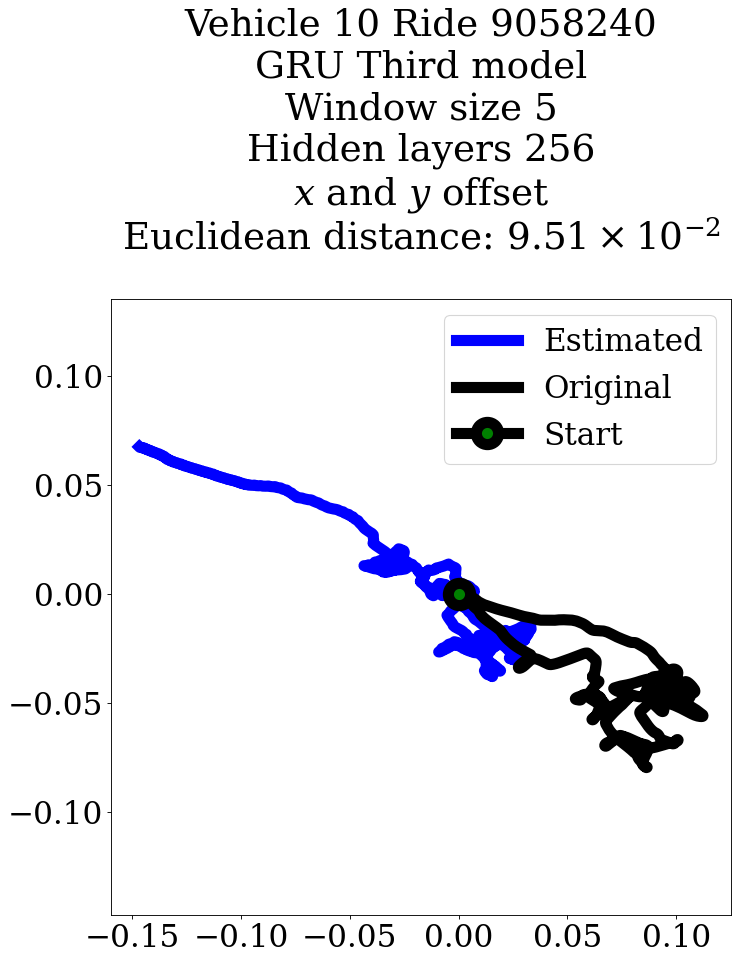 Vehicle 10 Ride 9058240
GRU Third model
Window size 5
Hidden layers 256
x and y offset
Euclidean distance: 9.51 × 10⁻²
Estimated
Original
Start
0.10
0.05
0.00
−0.05
−0.10
−0.15 −0.10 −0.05 0.00 0.05 0.10